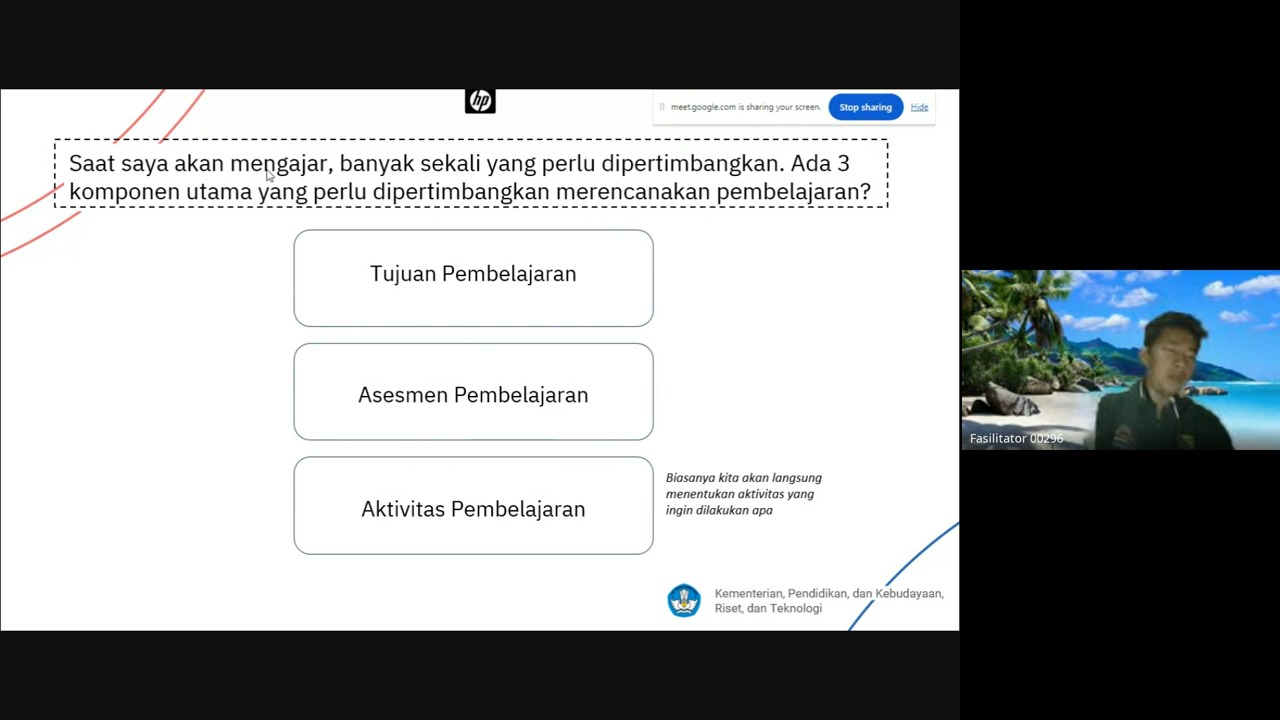 hp
meet.google.com is sharing your screen.
Stop sharing
Hide
Saat saya akan mengajar, banyak sekali yang perlu dipertimbangkan. Ada 3
komponen utama yang perlu dipertimbangkan merencanakan pembelajaran?
Tujuan Pembelajaran
Asesmen Pembelajaran
Aktivitas Pembelajaran
Biasanya kita akan langsung
menentukan aktivitas yang
ingin dilakukan apa
Kementerian, Pendidikan, dan Kebudayaan,
Riset, dan Teknologi
Fasilitator 00296